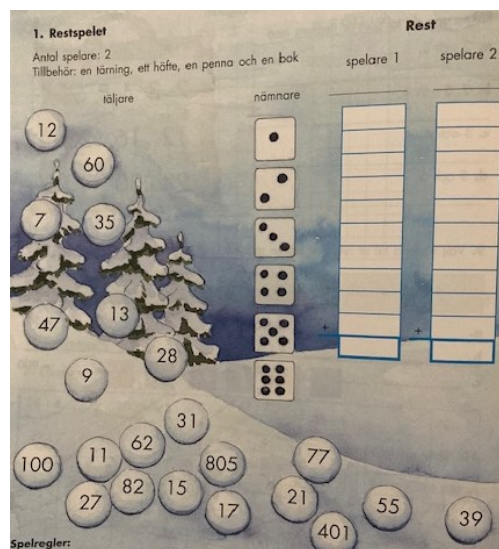 1. Restspelet
Rest
Antal spelare: 2
Tillbehör: en tärning, ett häfte, en penna och en bok
spelare 1
spelare 2
täljare
nämnare
12
60
7
35
47
13
28
9
31
100
11
62
805
77
27
82
15
17
21
55
401
39
+
+
Spelregler: